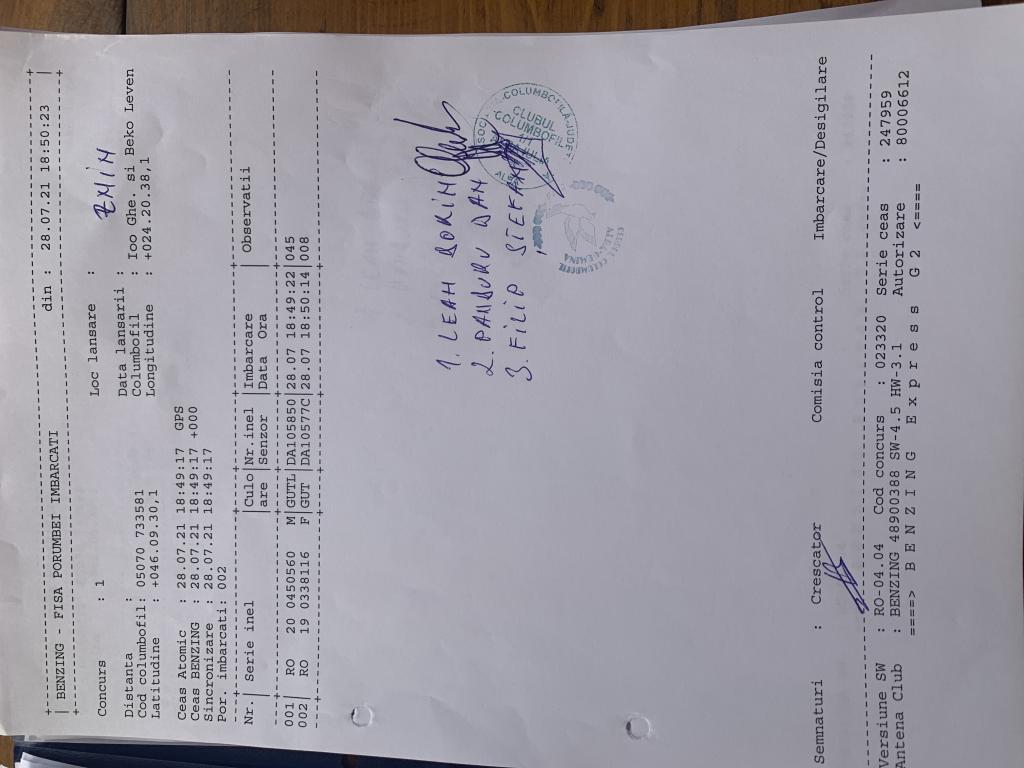 BENZING - FISA PORUMBEI IMBARCATI din : 28.07.21 18:50:23
Concurs : 1 Loc lansare : EMIN
Distanta : Data lansarii :
Cod columbofil: 05070 733581 Columbofil : Ioo Ghe. si Beko Leven
Latitudine : +046.09.30,1 Longitudine : +024.20.38,1
Ceas Atomic : 28.07.21 18:49:17 GPS
Ceas BENZING : 28.07.21 18:49:17 +000
Sincronizare : 28.07.21 18:49:17
Por. imbarcati: 002
Nr.| Serie inel |Culo|Nr.inel |Imbarcare | Observatii
|are |Senzor |Data Ora |
001| RO 20 0450560 M|GUTL|DA105850|28.07 18:49:22|045
002| RO 19 0338116 F|GUT |DA10577C|28.07 18:50:14|008
1. LEAH SORIN
2. PANDURU DAN
3. FILIP STEFAN
COLUMBOFILA JUDET
CLUBUL
COLUMBOFIL
Semnaturi : Crescator Comisia control Imbarcare/Desigilare
Versiune SW : RO-04.04 Cod concurs : 023320 Serie ceas : 247959
Antena Club : BENZING 48900388 SW-4.5 HW-3.1 Autorizare : 80006612
====> B E N Z I N G E x p r e s s G 2 <====